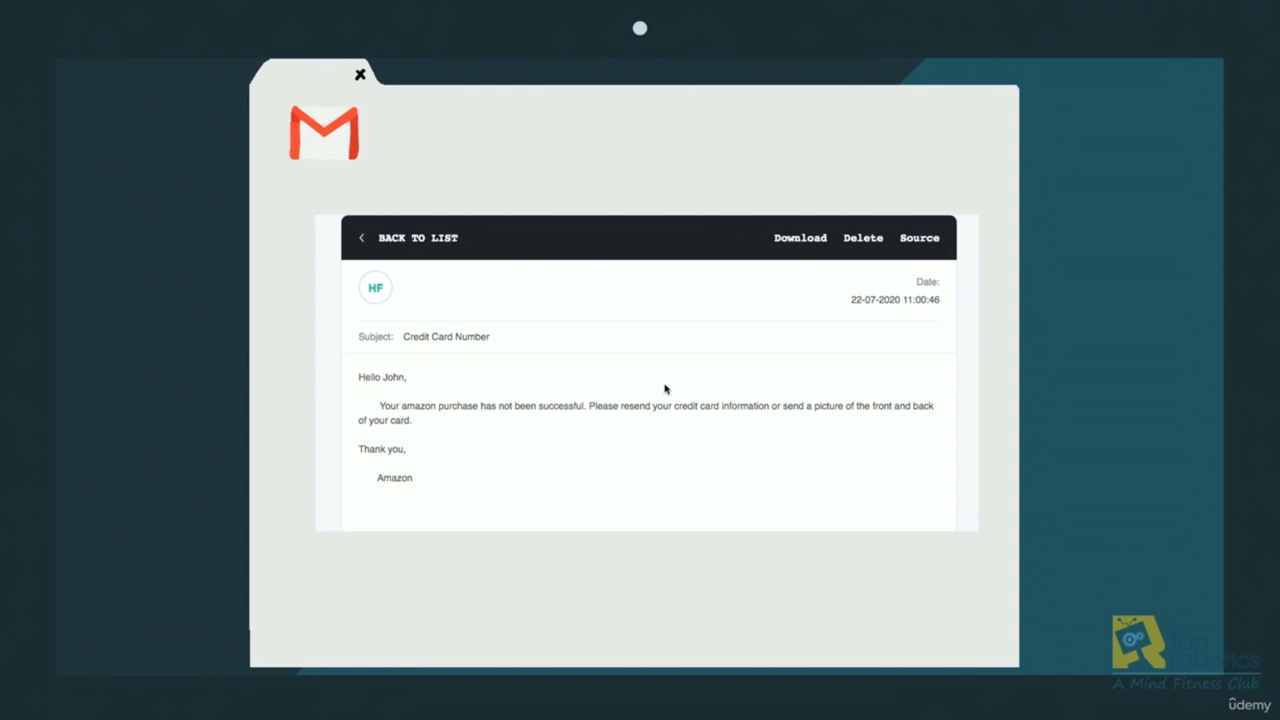 BACK TO LIST Download Delete Source
HF
Date:
22-07-2020 11:00:46
Subject: Credit Card Number
Hello John,
Your amazon purchase has not been successful. Please resend your credit card information or send a picture of the front and back
of your card.
Thank you,
Amazon
fun
robotics
A Mind Fitness Club
ûdemy